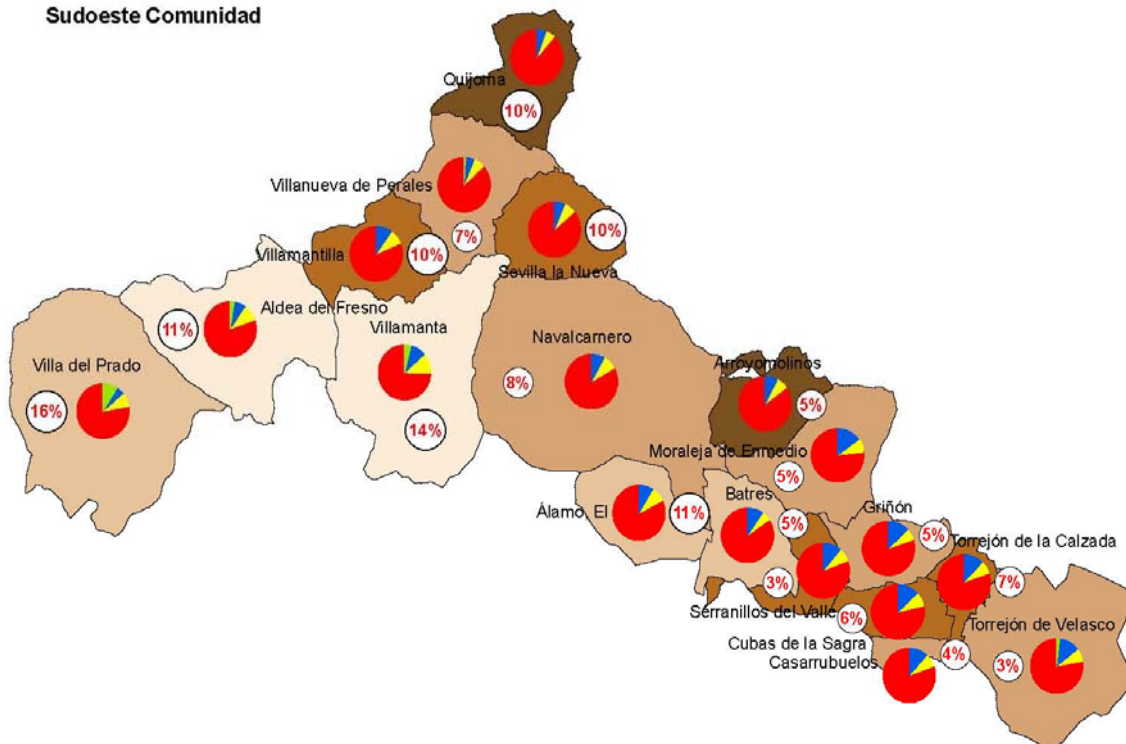 Sudoeste Comunidad
Quijorna
10%
Villanueva de Perales
7%
10%
Sevilla la Nueva
Villamantilla
10%
Aldea del Fresno
11%
Villamanta
14%
Navalcarnero
8%
Villa del Prado
16%
Arroyomolinos
5%
Moraleja de Enmedio
5%
Álamo, El
11%
Batres
5%
3%
Griñón
5%
Torrejón de la Calzada
7%
Serranillos del Valle
6%
Cubas de la Sagra
Casarrubuelos
4%
Torrejón de Velasco
3%